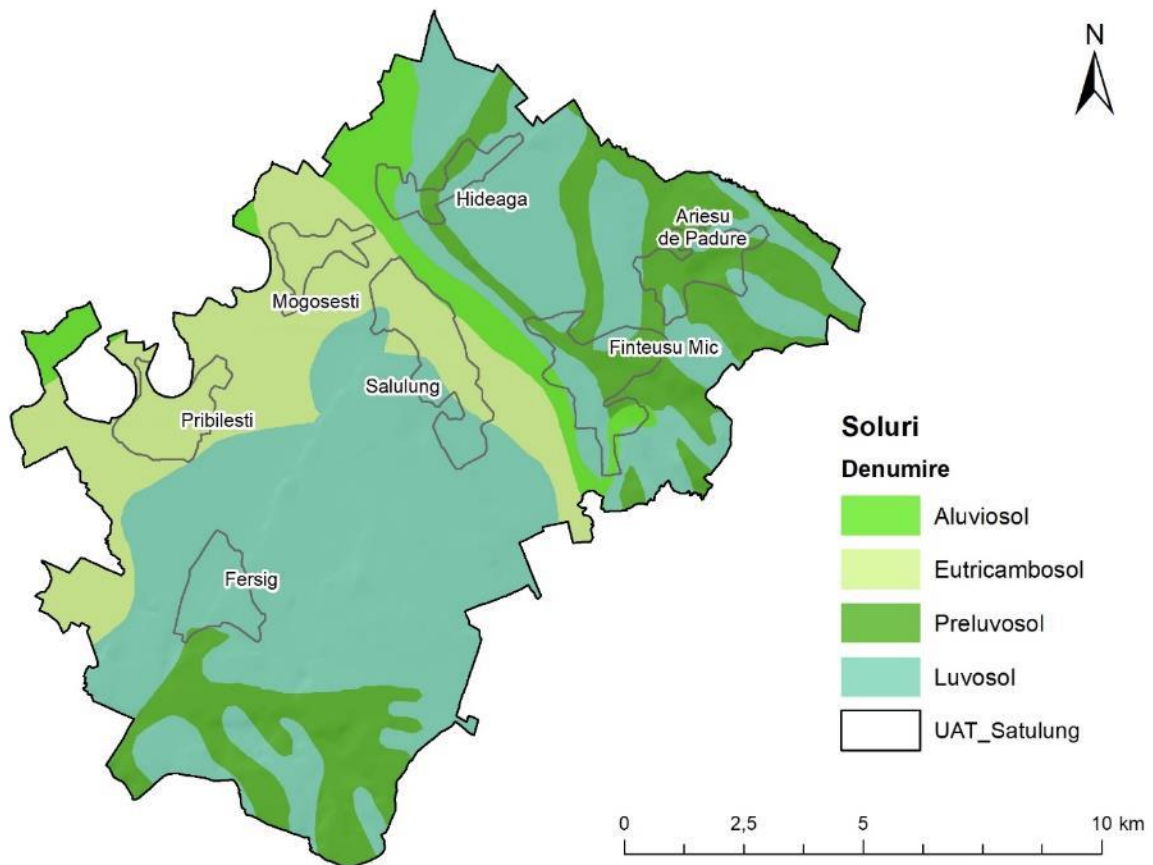 N
Hideaga
Ariesu
de Padure
Mogosesti
Finteusu Mic
Salulung
Pribilesti
Fersig
Soluri
Denumire
Aluviosol
Eutricambosol
Preluvosol
Luvosol
UAT_Satulung
0 2,5 5 10 km